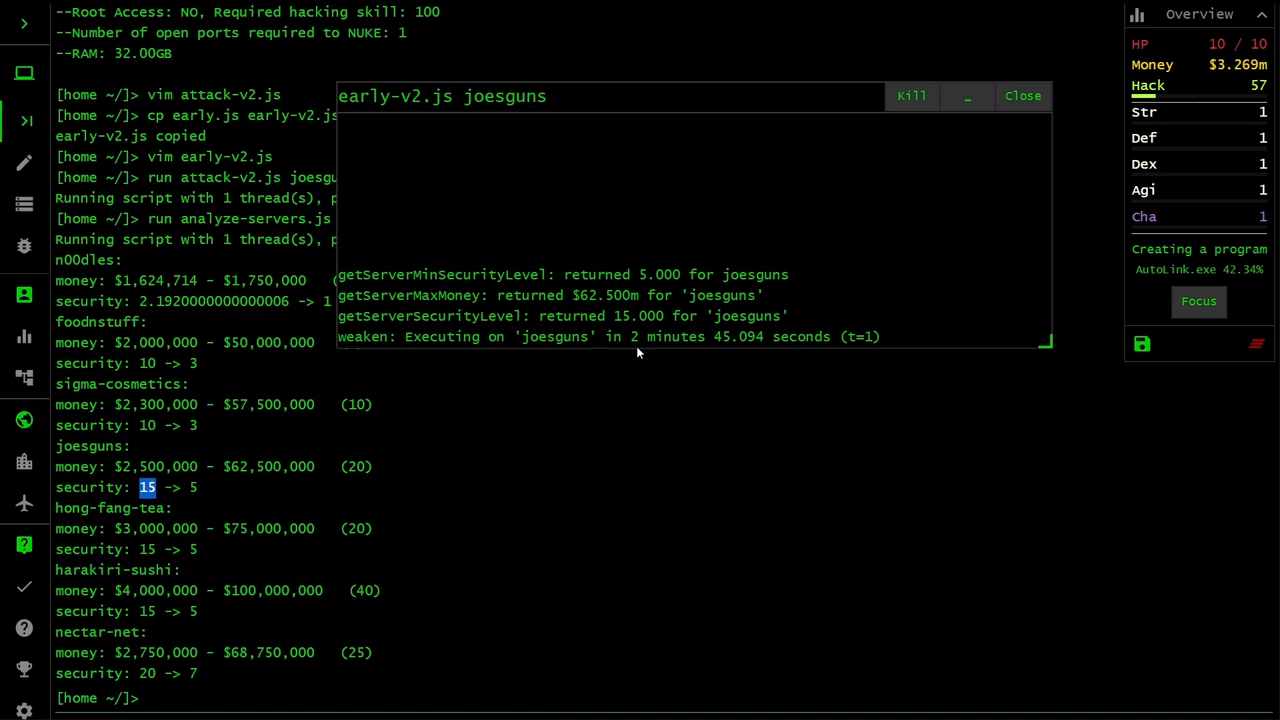 --Root Access: NO, Required hacking skill: 100
--Number of open ports required to NUKE: 1
--RAM: 32.00GB
[home ~/]> vim attack-v2.js
[home ~/]> cp early.js early-v2.js
early-v2.js copied
[home ~/]> vim early-v2.js
[home ~/]> run attack-v2.js joesgu
Running script with 1 thread(s), p
[home ~/]> run analyze-servers.js
Running script with 1 thread(s), p
n00dles:
money: $1,624,714 - $1,750,000 (
security: 2.1920000000000006 -> 1
foodnstuff:
money: $2,000,000 - $50,000,000
security: 10 -> 3
sigma-cosmetics:
money: $2,300,000 - $57,500,000 (10)
security: 10 -> 3
joesguns:
money: $2,500,000 - $62,500,000 (20)
security: 15 -> 5
hong-fang-tea:
money: $3,000,000 - $75,000,000 (20)
security: 15 -> 5
harakiri-sushi:
money: $4,000,000 - $100,000,000 (40)
security: 15 -> 5
nectar-net:
money: $2,750,000 - $68,750,000 (25)
security: 20 -> 7
[home ~/]>
early-v2.js joesguns
Kill
_
Close
getServerMinSecurityLevel: returned 5.000 for joesguns
getServerMaxMoney: returned $62.500m for 'joesguns'
getServerSecurityLevel: returned 15.000 for 'joesguns'
weaken: Executing on 'joesguns' in 2 minutes 45.094 seconds (t=1)
Overview
HP 10 / 10
Money $3.269m
Hack 57
Str 1
Def 1
Dex 1
Agi 1
Cha 1
Creating a program
AutoLink.exe 42.34%
Focus